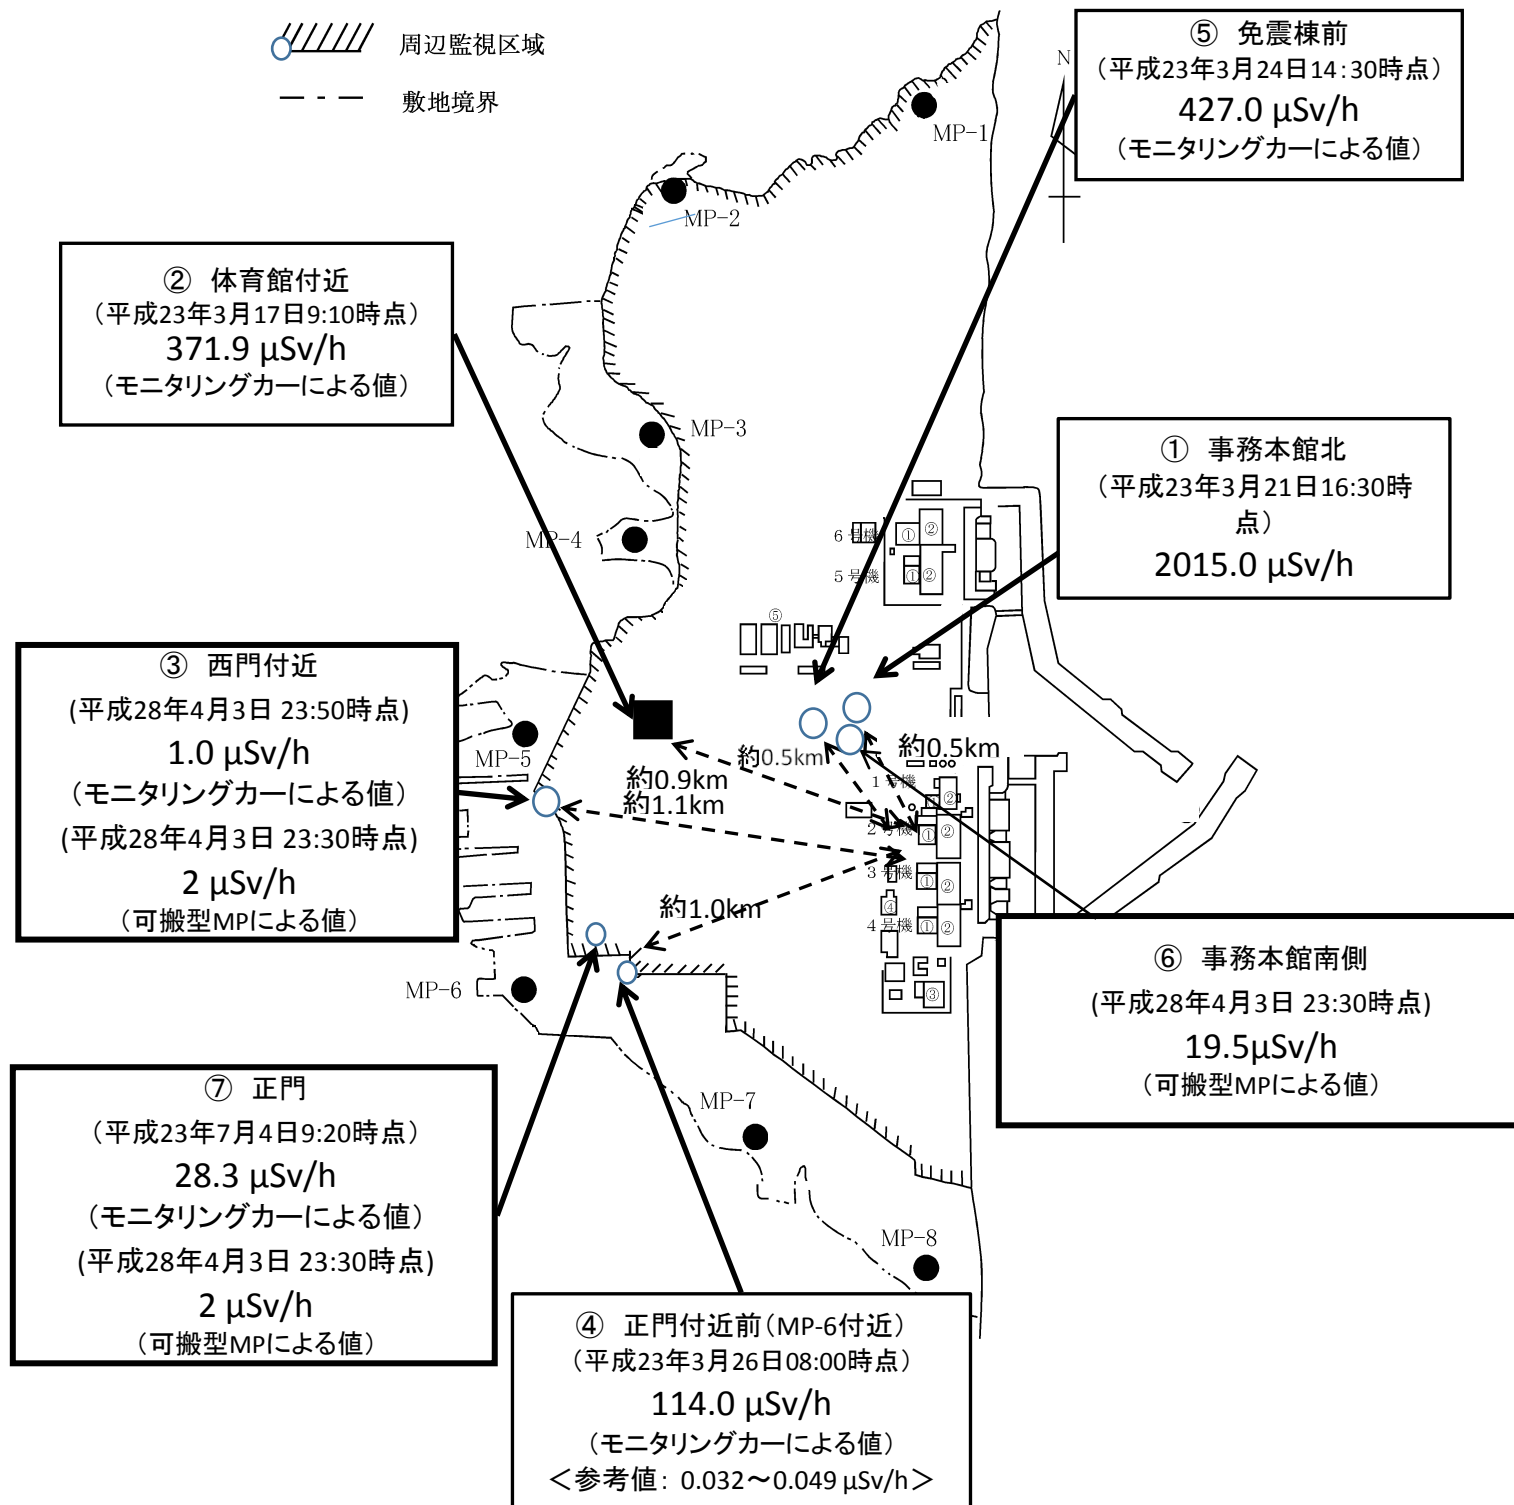 周辺監視区域
敷地境界
N
⑤ 免震棟前
（平成23年3月24日14:30時点）
427.0 μSv/h
（モニタリングカーによる値）
MP-1
MP-2
② 体育館付近
（平成23年3月17日9:10時点）
371.9 μSv/h
（モニタリングカーによる値）
MP-3
① 事務本館北
（平成23年3月21日16:30時
点）
2015.0 μSv/h
MP-4
6号機
① ②
5号機
① ②
⑤
③ 西門付近
(平成28年4月3日 23:50時点)
1.0 μSv/h
（モニタリングカーによる値）
(平成28年4月3日 23:30時点)
2 μSv/h
（可搬型MPによる値）
MP-5
約0.5km
約0.5km
約0.9km
約1.1km
1号機
① ②
2号機
① ②
3号機
① ②
約1.0km
④
4号機
① ②
③
⑥ 事務本館南側
(平成28年4月3日 23:30時点)
19.5μSv/h
（可搬型MPによる値）
MP-6
⑦ 正門
（平成23年7月4日9:20時点）
28.3 μSv/h
（モニタリングカーによる値）
(平成28年4月3日 23:30時点)
2 μSv/h
（可搬型MPによる値）
MP-7
MP-8
④ 正門付近前（MP-6付近）
（平成23年3月26日08:00時点）
114.0 μSv/h
（モニタリングカーによる値）
＜参考値: 0.032～0.049 μSv/h＞